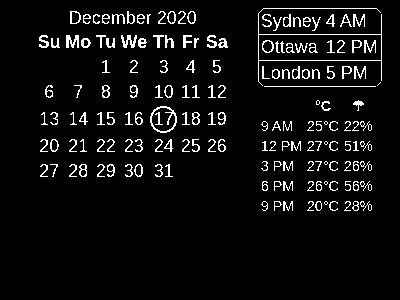 December 2020
Su Mo Tu We Th Fr Sa
1 2 3 4 5
6 7 8 9 10 11 12
13 14 15 16 17 18 19
20 21 22 23 24 25 26
27 28 29 30 31
Sydney 4 AM
Ottawa 12 PM
London 5 PM
°C ☂
9 AM 25°C 22%
12 PM 27°C 51%
3 PM 27°C 26%
6 PM 26°C 56%
9 PM 20°C 28%